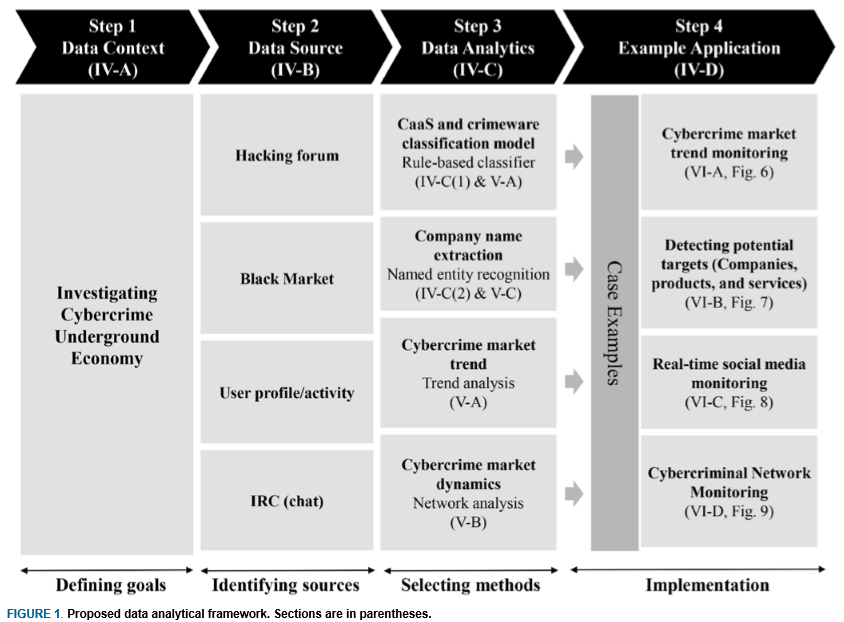 Step 1
Data Context
(IV-A)
Step 2
Data Source
(IV-B)
Step 3
Data Analytics
(IV-C)
Step 4
Example Application
(IV-D)
Investigating
Cybercrime
Underground
Economy
Hacking forum
Black Market
User profile/activity
IRC (chat)
CaaS and crimeware
classification model
Rule-based classifier
(IV-C(1) & V-A)
Company name
extraction
Named entity recognition
(IV-C(2) & V-C)
Cybercrime market
trend
Trend analysis
(V-A)
Cybercrime market
dynamics
Network analysis
(V-B)
Case Examples
Cybercrime market
trend monitoring
(VI-A, Fig. 6)
Detecting potential
targets (Companies,
products, and services)
(VI-B, Fig. 7)
Real-time social media
monitoring
(VI-C, Fig. 8)
Cybercriminal Network
Monitoring
(VI-D, Fig. 9)
Defining goals
Identifying sources
Selecting methods
Implementation
FIGURE 1. Proposed data analytical framework. Sections are in parentheses.